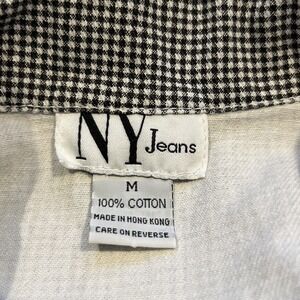 NY Jeans
M
100% COTTON
MADE IN HONG KONG
CARE ON REVERSE